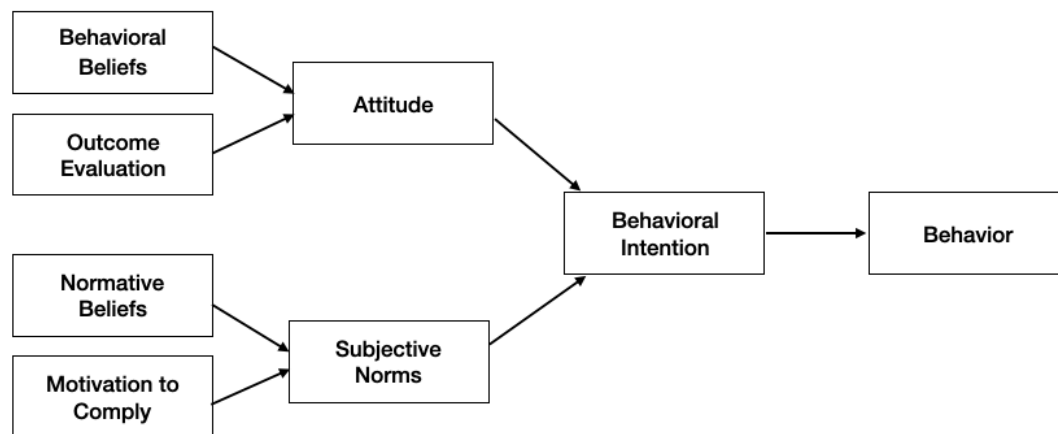 Behavioral
Beliefs
Outcome
Evaluation
Attitude
Normative
Beliefs
Motivation to
Comply
Subjective
Norms
Behavioral
Intention
Behavior